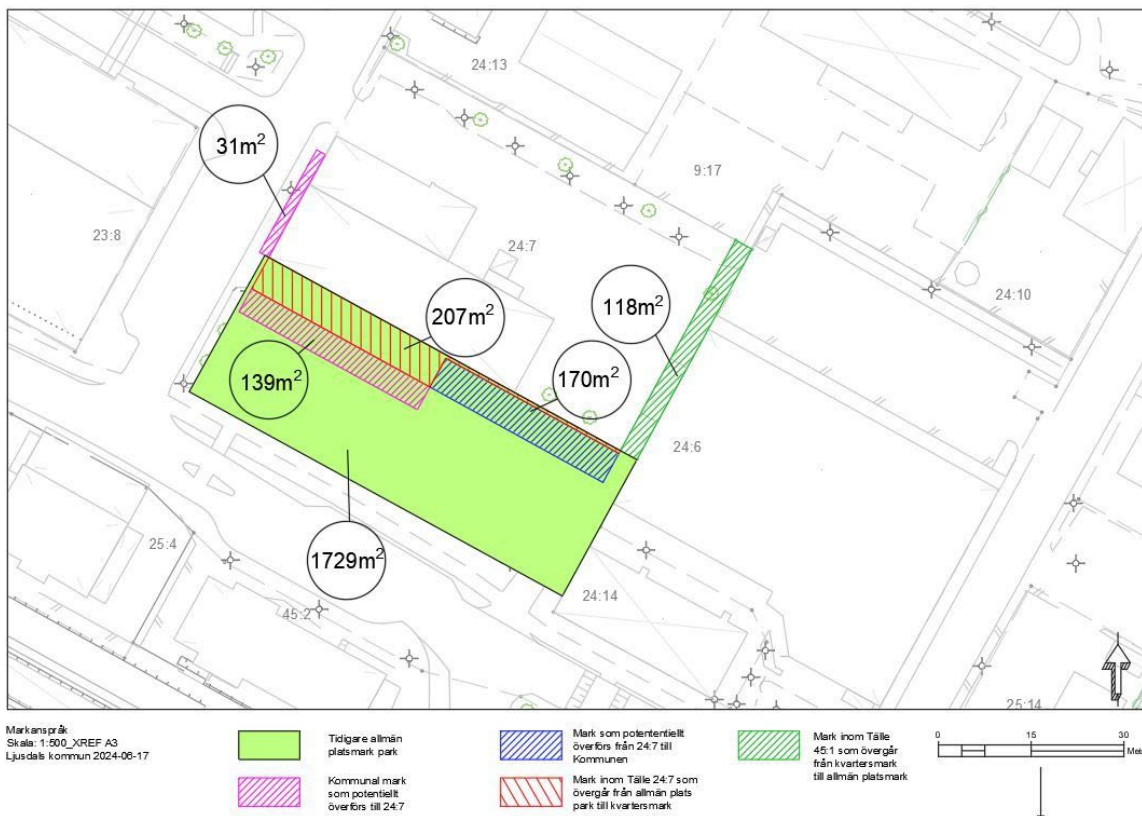 24:13
31m²
9:17
23:8
24:7
24:10
118m²
207m²
139m²
170m²
24:6
1729m²
25:4
24:14
45:2
25:14
Markanspråk
Skala: 1:500_XREF A3
Ljusdals kommun 2024-06-17
Tidigare allmän
platsmark park
Kommunal mark
som potentiellt
överförs till 24:7
Mark som potententiellt
överförs från 24:7 till
Kommunen
Mark inom Tälle 24:7 som
övergår från allmän plats
park till kvartersmark
Mark inom Tälle
45:1 som övergår
från kvartersmark
till allmän platsmark
0 15 30